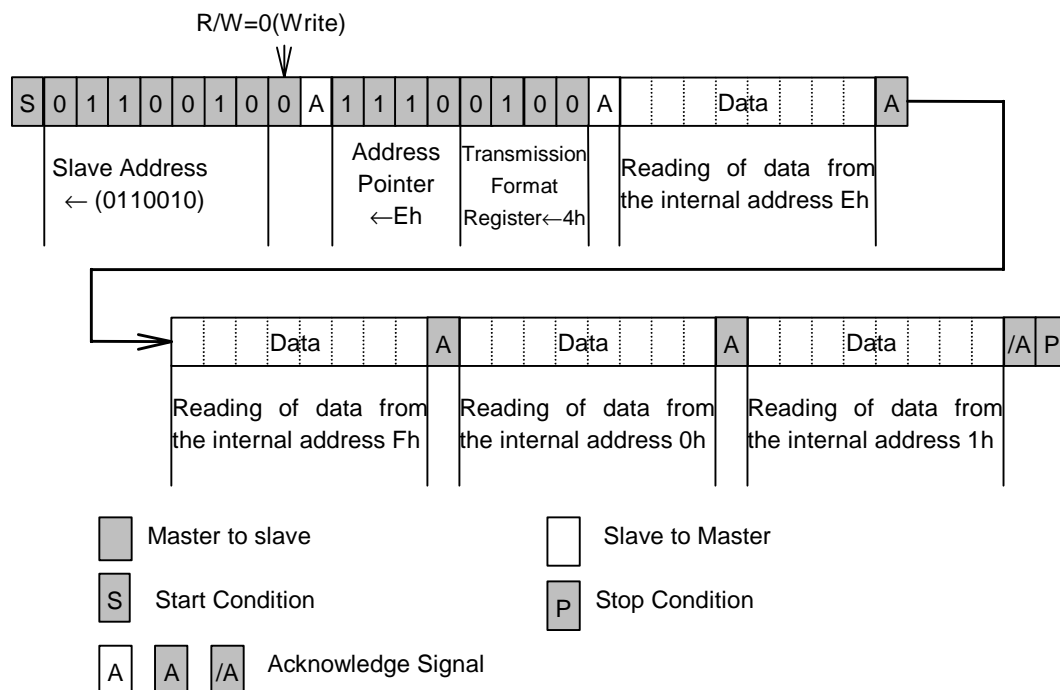 R/W=0(Write)
S 0 1 1 0 0 1 0 0 A 1 1 1 0 0 1 0 0 A Data A
Slave Address
← (0110010)
Address
Pointer
←Eh
Transmission
Format
Register←4h
Reading of data from
the internal address Eh
Data A Data A Data /A P
Reading of data from
the internal address Fh
Reading of data from
the internal address 0h
Reading of data from
the internal address 1h
Master to slave
Slave to Master
S Start Condition
P Stop Condition
A A /A Acknowledge Signal